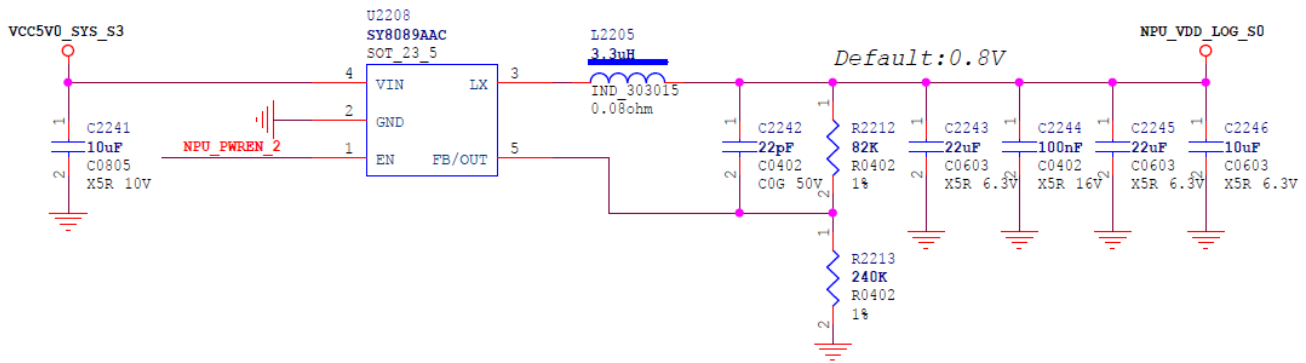 VCC5V0_SYS_S3
U2208
SY8089AAC
SOT_23_5
L2205
3.3uH
NPU_VDD_LOG_S0
Default:0.8V
4
VIN
LX
3
IND_303015
0.08ohm
1
C2241
10uF
C0805
X5R 10V
2
2
GND
NPU_PWREN_2
1
EN
FB/OUT
5
1
C2242
22pF
C0402
C0G 50V
2
1
R2212
82K
R0402
1%
2
1
C2243
22uF
C0603
X5R 6.3V
2
1
C2244
100nF
C0402
X5R 16V
2
1
C2245
22uF
C0603
X5R 6.3V
2
1
C2246
10uF
C0603
X5R 6.3V
2
1
R2213
240K
R0402
1%
2